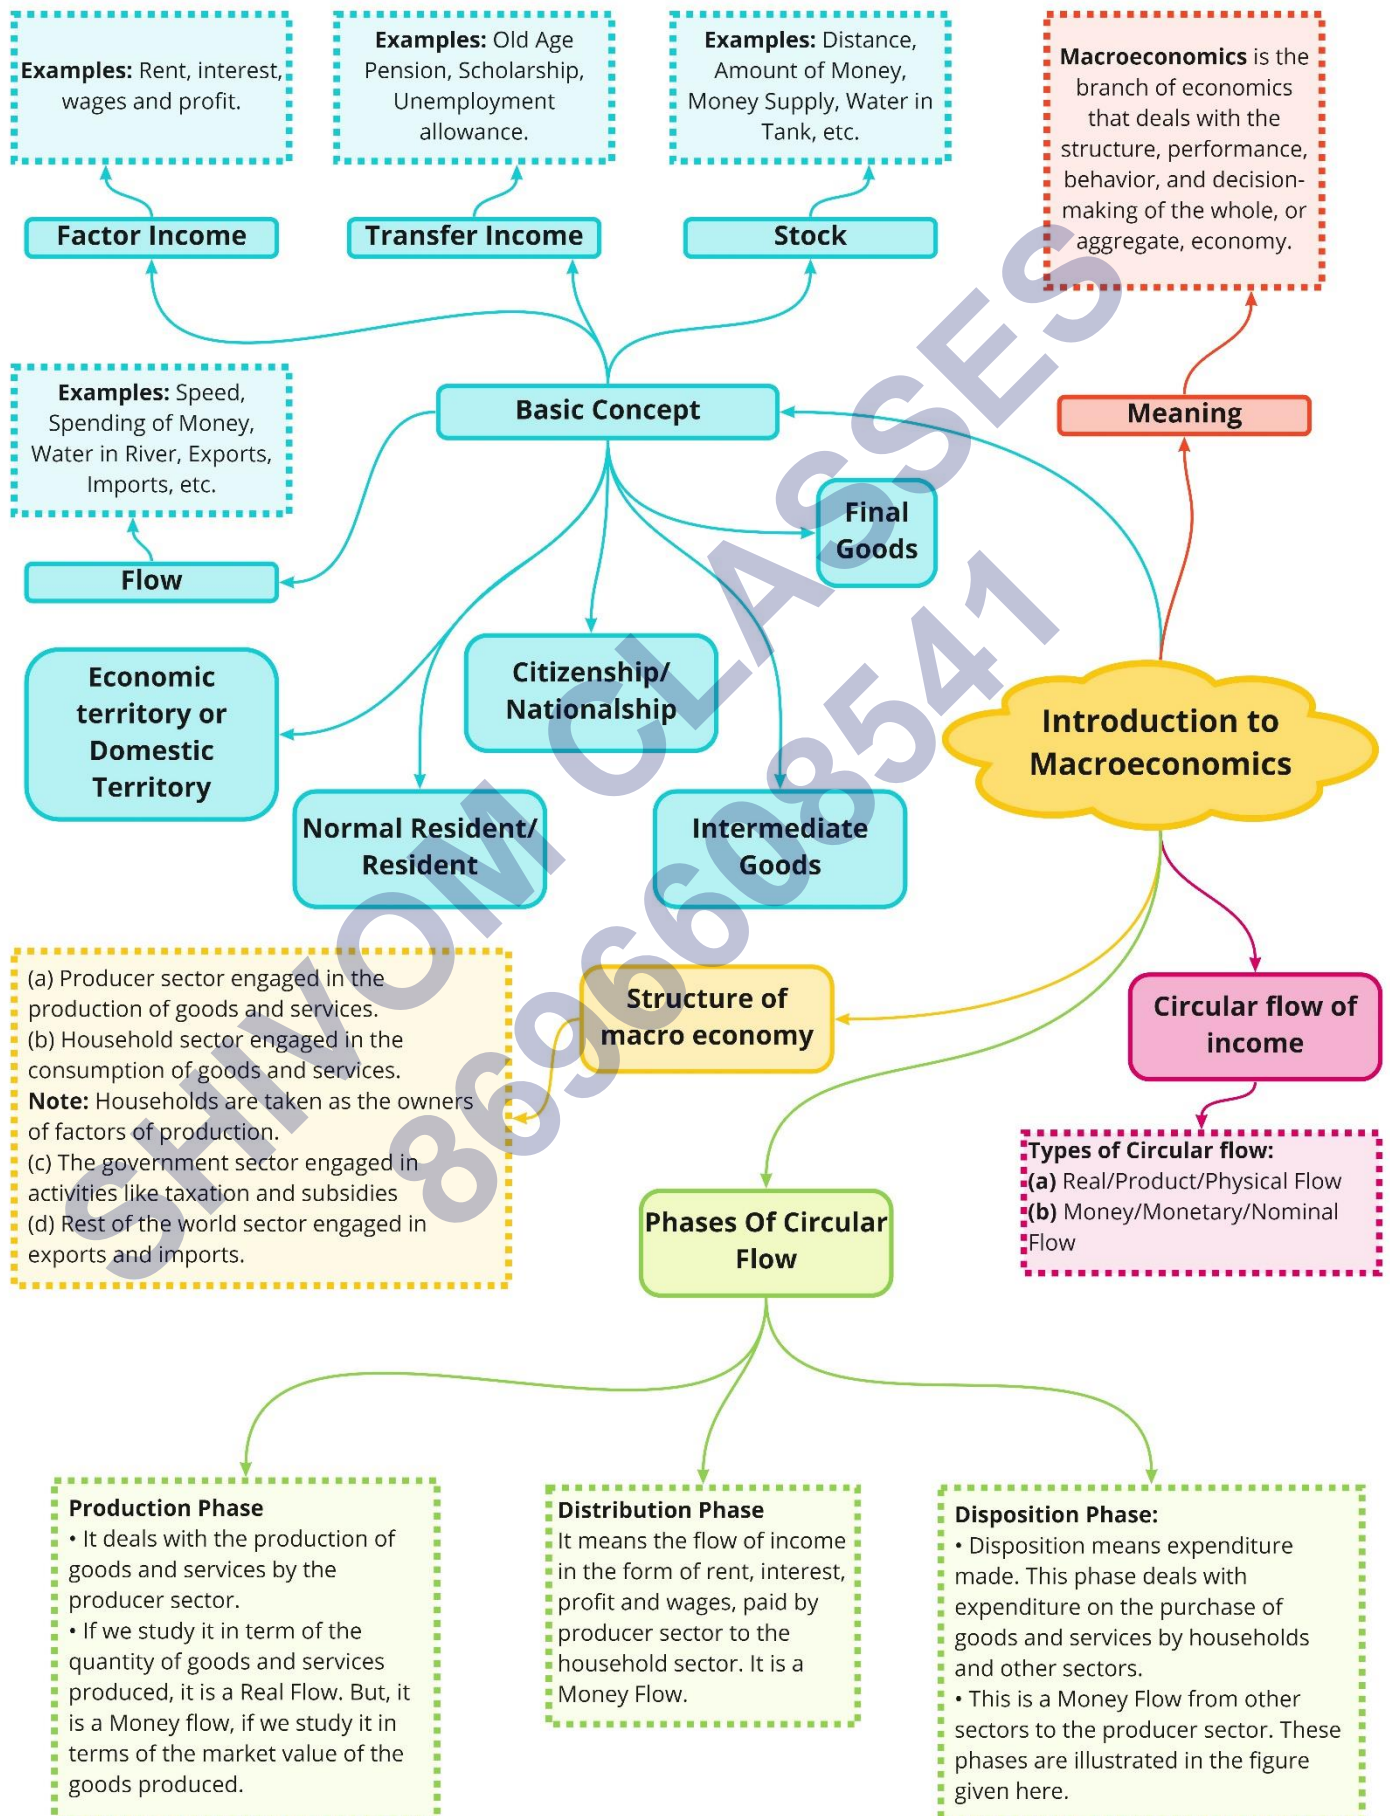 Examples: Rent, interest,
wages and profit.
Examples: Old Age
Pension, Scholarship,
Unemployment
allowance.
Examples: Distance,
Amount of Money,
Money Supply, Water in
Tank, etc.
Macroeconomics is the
branch of economics
that deals with the
structure, performance,
behavior, and decision-
making of the whole, or
aggregate, economy.
Factor Income
Transfer Income
Stock
Examples: Speed,
Spending of Money,
Water in River, Exports,
Imports, etc.
Basic Concept
Meaning
Flow
Final
Goods
Economic
territory or
Domestic
Territory
Citizenship/
Nationalship
Introduction to
Macroeconomics
Normal Resident/
Resident
Intermediate
Goods
(a) Producer sector engaged in the
production of goods and services.
(b) Household sector engaged in the
consumption of goods and services.
Note: Households are taken as the owners
of factors of production.
(c) The government sector engaged in
activities like taxation and subsidies
(d) Rest of the world sector engaged in
exports and imports.
Structure of
macro economy
Circular flow of
income
Types of Circular flow:
(a) Real/Product/Physical Flow
(b) Money/Monetary/Nominal
Flow
Phases Of Circular
Flow
Production Phase
• It deals with the production of
goods and services by the
producer sector.
• If we study it in term of the
quantity of goods and services
produced, it is a Real Flow. But, it
is a Money flow, if we study it in
terms of the market value of the
goods produced.
Distribution Phase
It means the flow of income
in the form of rent, interest,
profit and wages, paid by
producer sector to the
household sector. It is a
Money Flow.
Disposition Phase:
• Disposition means expenditure
made. This phase deals with
expenditure on the purchase of
goods and services by households
and other sectors.
• This is a Money Flow from other
sectors to the producer sector. These
phases are illustrated in the figure
given here.
SHIVOM CLASSES
8696608541